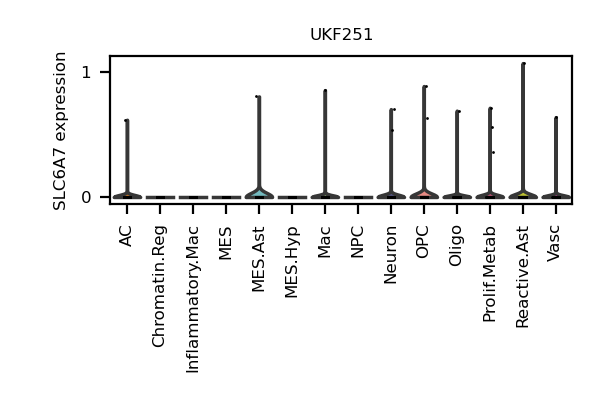 UKF251
SLC6A7 expression
1
0
AC
Chromatin.Reg
Inflammatory.Mac
MES
MES.Ast
MES.Hyp
Mac
NPC
Neuron
OPC
Oligo
Prolif.Metab
Reactive.Ast
Vasc